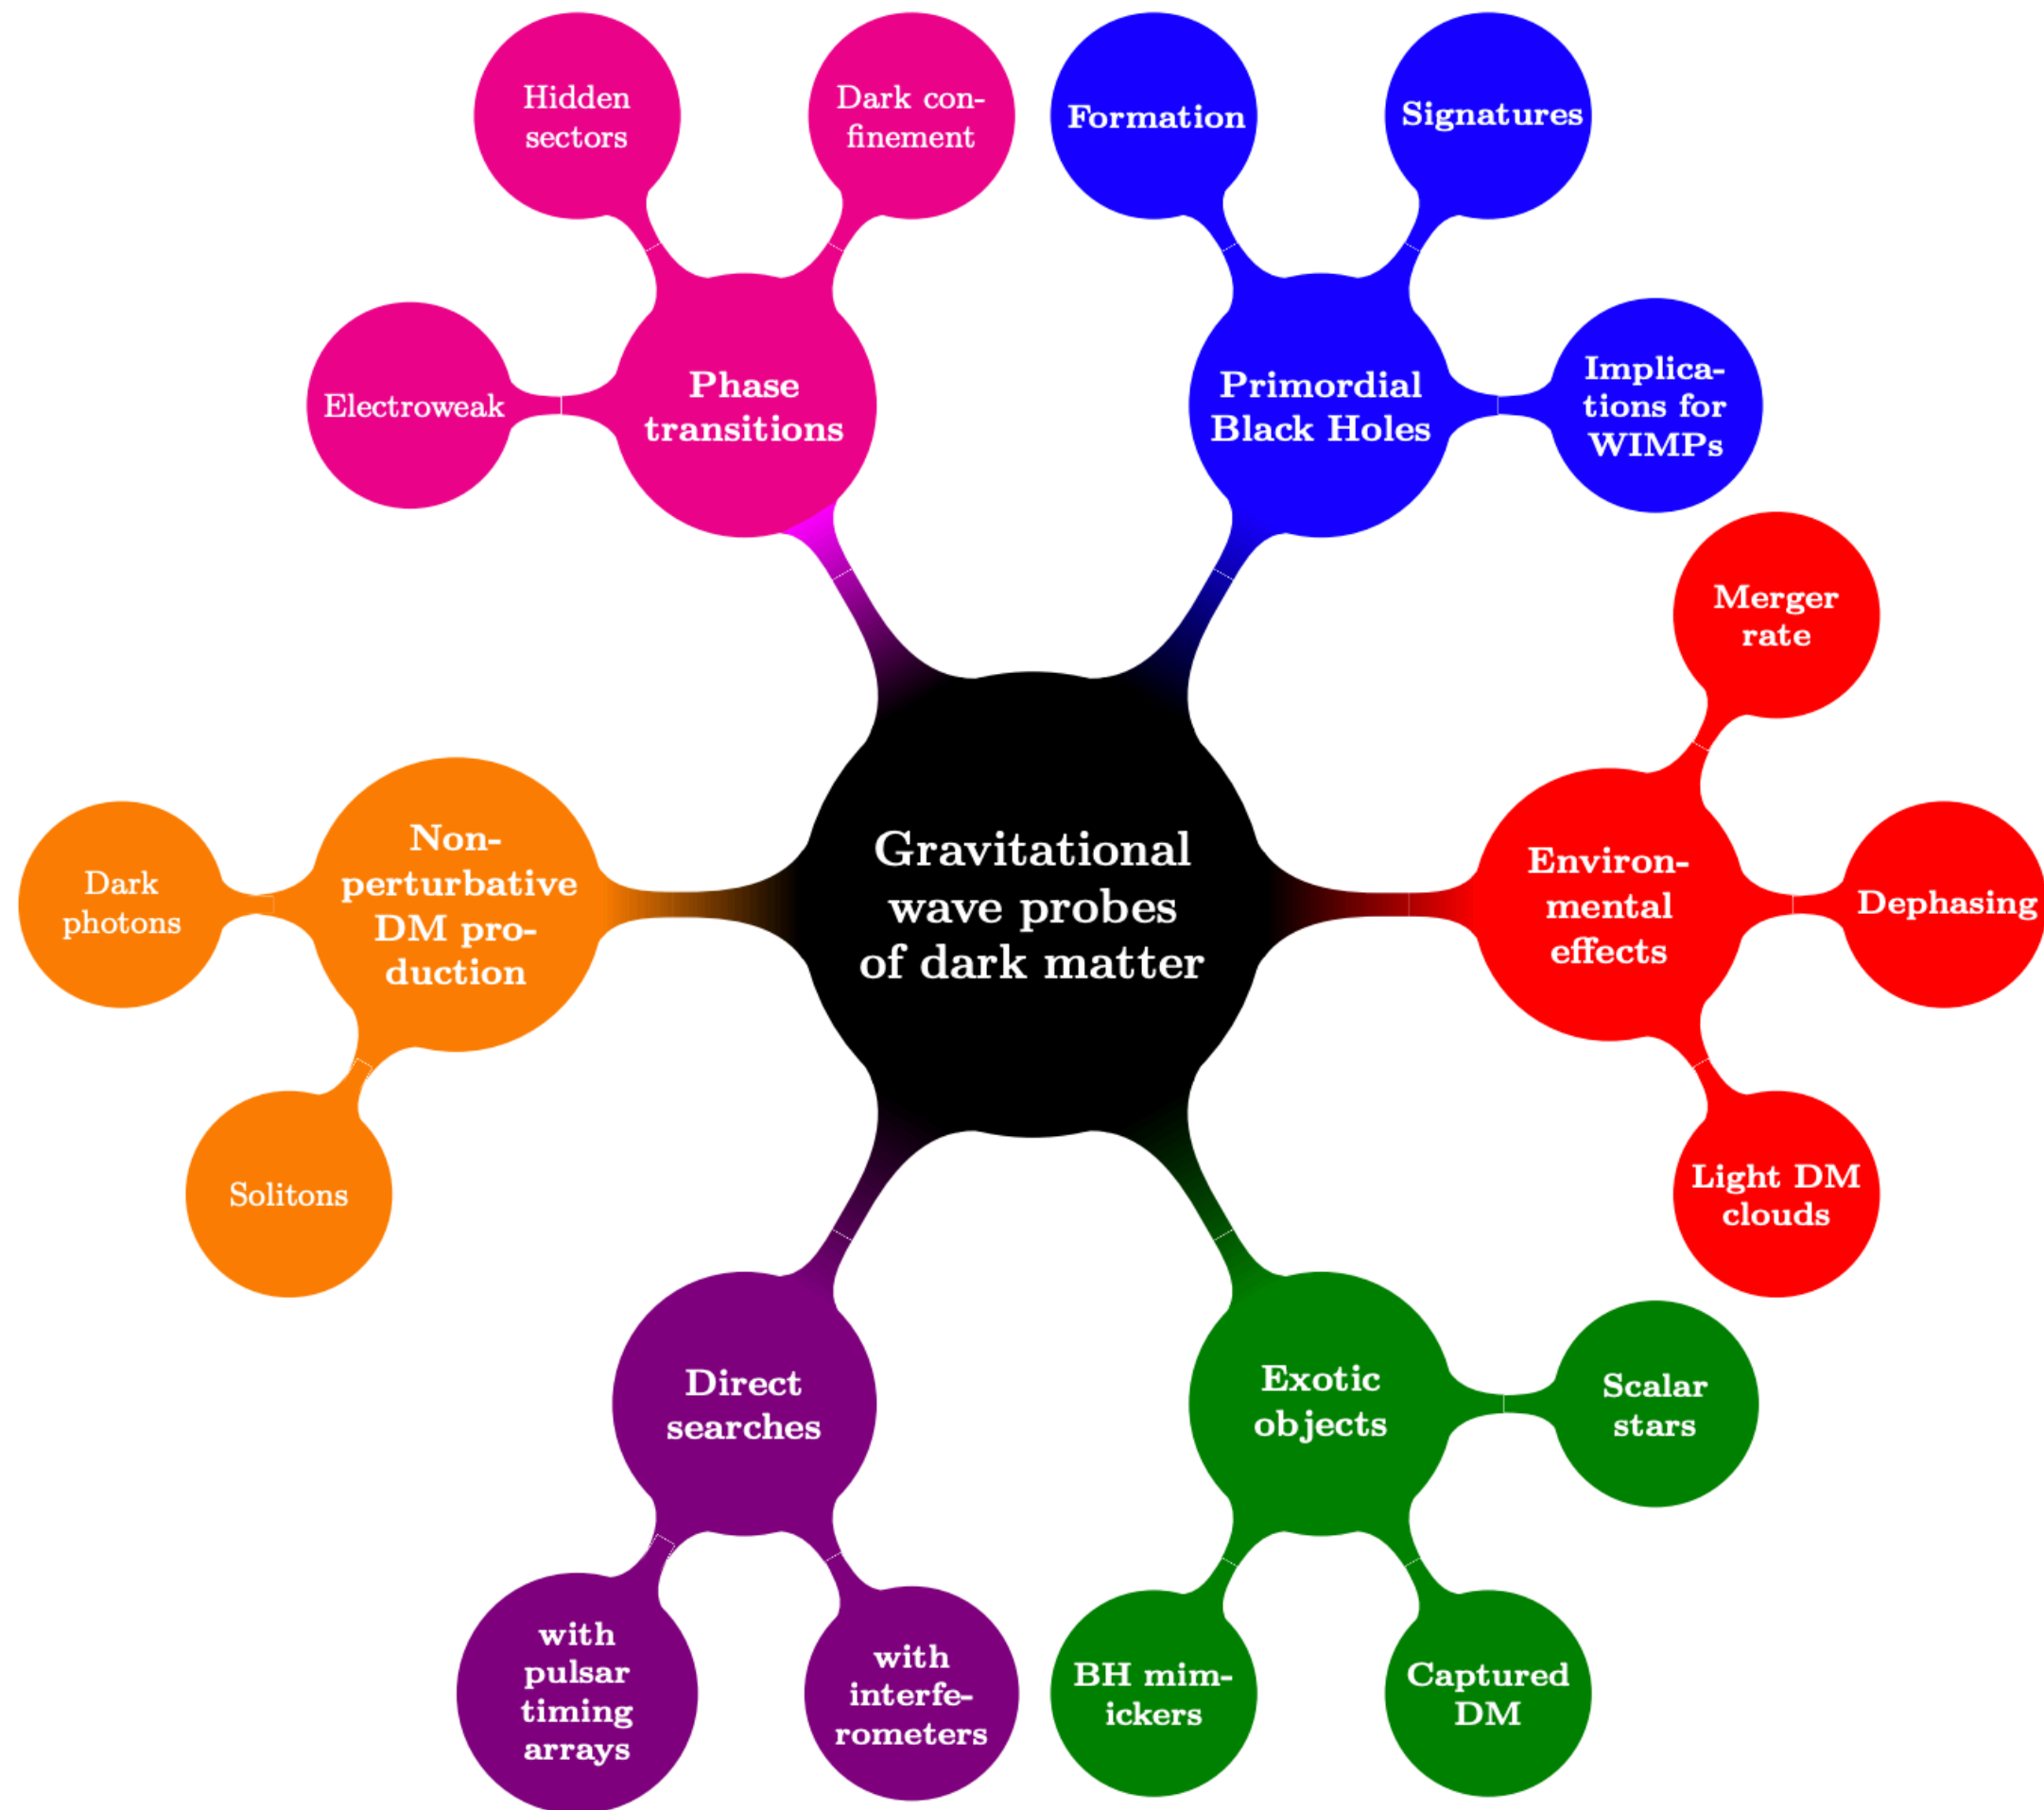 Hidden
sectors
Dark con-
finement
Formation
Signatures
Electroweak
Phase
transitions
Primordial
Black Holes
Implica-
tions for
WIMPs
Merger
rate
Dark
photons
Non-
perturbative
DM pro-
duction
Gravitational
wave probes
of dark matter
Environ-
mental
effects
Dephasing
Solitons
Light DM
clouds
Direct
searches
Exotic
objects
Scalar
stars
with
pulsar
timing
arrays
with
interfe-
rometers
BH mim-
ickers
Captured
DM